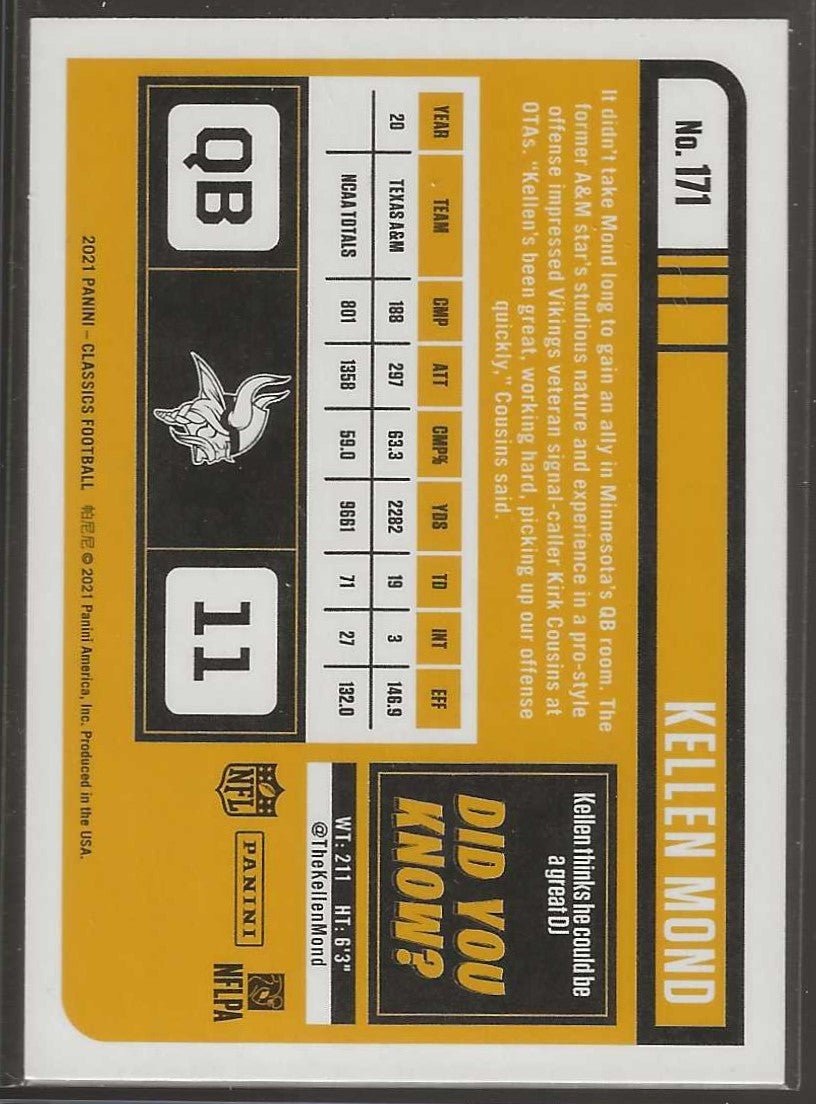 No. 171
KELLEN MOND
It didn't take Mond long to gain an ally in Minnesota's QB room. The
former A&M star's studious nature and experience in a pro-style
offense impressed Vikings veteran signal-caller Kirk Cousins at
OTAs. "Kellen's been great, working hard, picking up our offense
quickly," Cousins said.
YEAR TEAM CMP ATT CMP% YDS TD INT EFF
20 TEXAS A&M 188 297 63.3 2282 19 3 146.9
NCAA TOTALS 801 1358 59.0 9661 71 27 132.0
QB
11
Kellen thinks he could be
a great DJ
DID YOU
KNOW?
WT: 211 HT: 6'3"
@TheKellenMond
NFL
PANINI
NFLPA
2021 PANINI – CLASSICS FOOTBALL 帕尼尼 © 2021 Panini America, Inc. Produced in the USA.